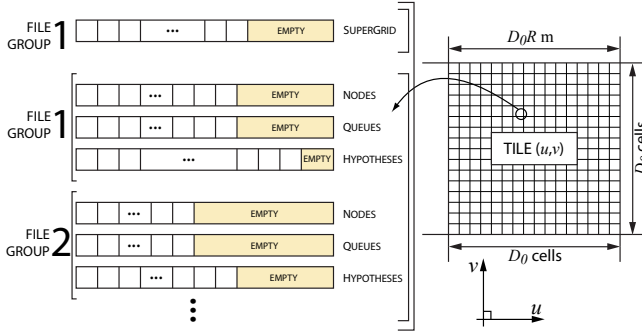 FILE GROUP 1
... EMPTY SUPERGRID
FILE GROUP 1
... EMPTY NODES
... EMPTY QUEUES
... EMPTY HYPOTHESES
FILE GROUP 2
... EMPTY NODES
... EMPTY QUEUES
... EMPTY HYPOTHESES
D₀R m
TILE (u,v)
D₀ cells
D₀ cells
v
u